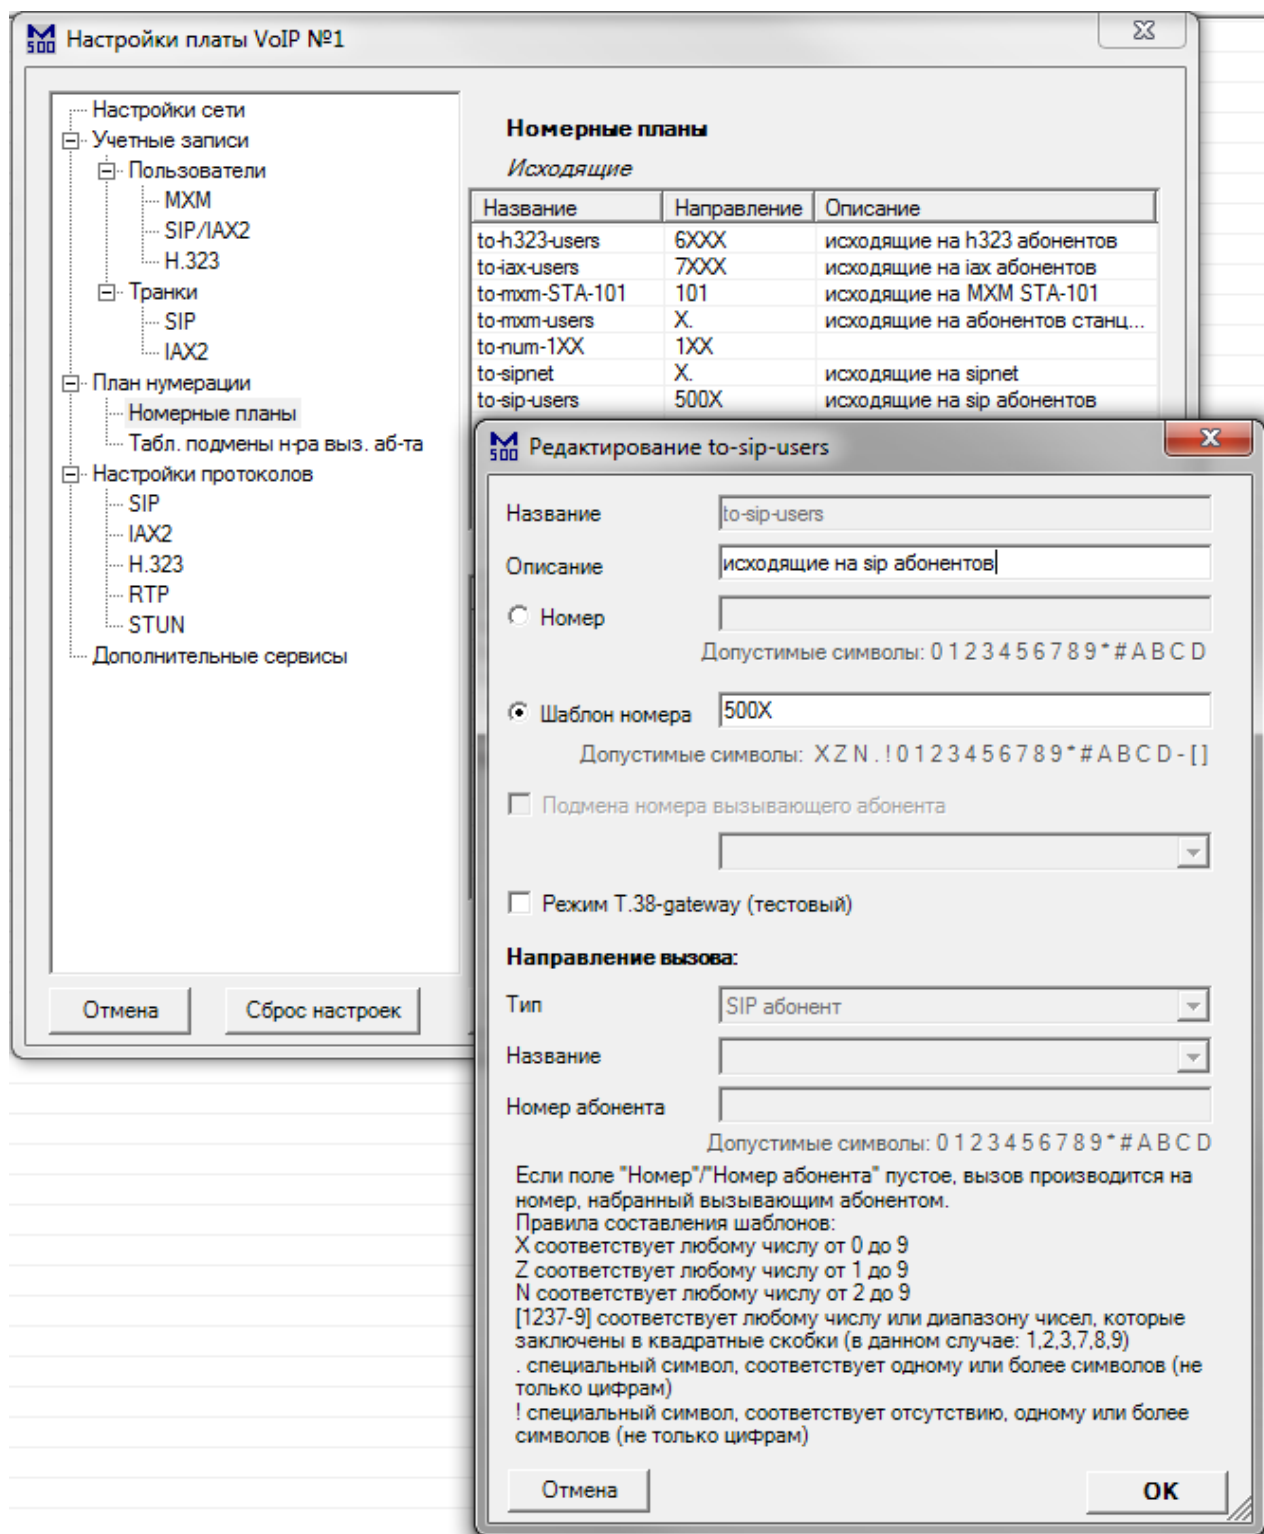 M 500 Настройки платы VoIP №1
Настройки сети
Учетные записи
Пользователи
MXM
SIP/IAX2
H.323
Транки
SIP
IAX2
План нумерации
Номерные планы
Табл. подмены н-ра выз. аб-та
Настройки протоколов
SIP
IAX2
H.323
RTP
STUN
Дополнительные сервисы
Отмена Сброс настроек
Номерные планы
Исходящие
Название Направление Описание
to-h323-users 6XXX исходящие на h323 абонентов
to-iax-users 7XXX исходящие на iax абонентов
to-mxm-STA-101 101 исходящие на MXM STA-101
to-mxm-users X. исходящие на абонентов станц...
to-num-1XX 1XX
to-sipnet X. исходящие на sipnet
to-sip-users 500X исходящие на sip абонентов
M 500 Редактирование to-sip-users
Название to-sip-users
Описание исходящие на sip абонентов
Номер
Допустимые символы: 0 1 2 3 4 5 6 7 8 9 * # A B C D
Шаблон номера 500X
Допустимые символы: X Z N . ! 0 1 2 3 4 5 6 7 8 9 * # A B C D - [ ]
Подмена номера вызывающего абонента
Режим T.38-gateway (тестовый)
Направление вызова:
Тип SIP абонент
Название
Номер абонента
Допустимые символы: 0 1 2 3 4 5 6 7 8 9 * # A B C D
Если поле "Номер"/"Номер абонента" пустое, вызов производится на
номер, набранный вызывающим абонентом.
Правила составления шаблонов:
X соответствует любому числу от 0 до 9
Z соответствует любому числу от 1 до 9
N соответствует любому числу от 2 до 9
[1237-9] соответствует любому числу или диапазону чисел, которые
заключены в квадратные скобки (в данном случае: 1,2,3,7,8,9)
. специальный символ, соответствует одному или более символов (не
только цифрам)
! специальный символ, соответствует отсутствию, одному или более
символов (не только цифрам)
Отмена OK